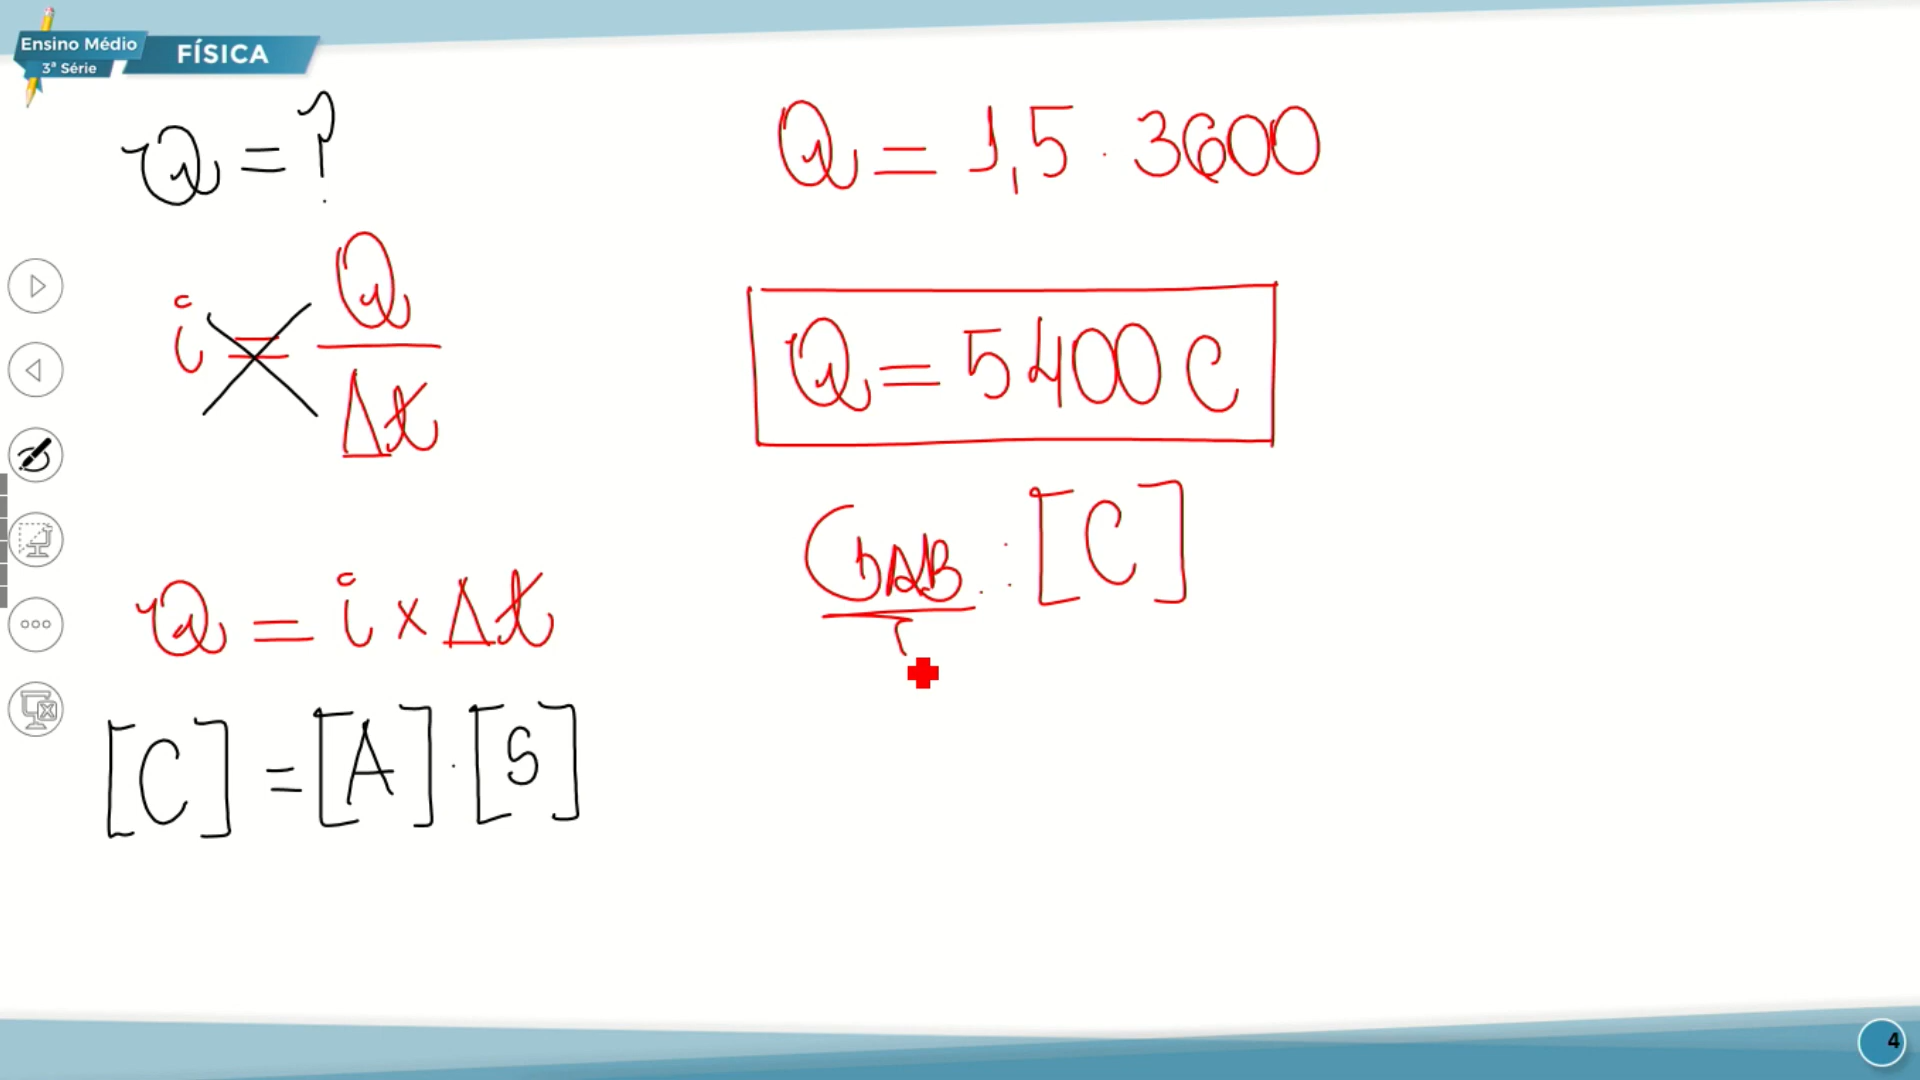 Ensino Médio
3ª Série
FÍSICA
Q = ?
i = Q / Δt
Q = i × Δt
[C] = [A] · [S]
Q = 1,5 · 3600
Q = 5400 C
GAB. : [C]
4